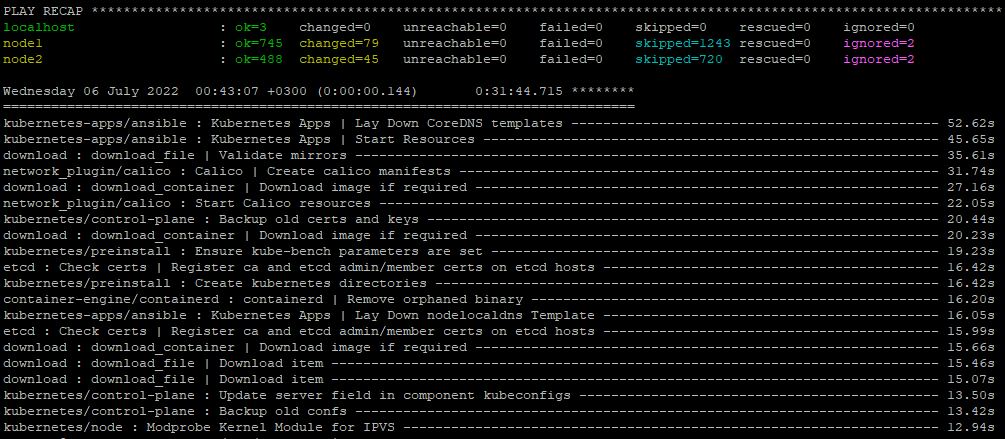 PLAY RECAP *********************************************************************************************************************
localhost : ok=3 changed=0 unreachable=0 failed=0 skipped=0 rescued=0 ignored=0
node1 : ok=745 changed=79 unreachable=0 failed=0 skipped=1243 rescued=0 ignored=2
node2 : ok=488 changed=45 unreachable=0 failed=0 skipped=720 rescued=0 ignored=2
Wednesday 06 July 2022 00:43:07 +0300 (0:00:00.144) 0:31:44.715 ********
===============================================================================
kubernetes-apps/ansible : Kubernetes Apps | Lay Down CoreDNS templates ---------------------------------------------- 52.62s
kubernetes-apps/ansible : Kubernetes Apps | Start Resources --------------------------------------------------------- 45.65s
download : download_file | Validate mirrors ------------------------------------------------------------------------- 35.61s
network_plugin/calico : Calico | Create calico manifests ------------------------------------------------------------ 31.74s
download : download_container | Download image if required ---------------------------------------------------------- 27.16s
network_plugin/calico : Start Calico resources ---------------------------------------------------------------------- 22.05s
kubernetes/control-plane : Backup old certs and keys ---------------------------------------------------------------- 20.44s
download : download_container | Download image if required ---------------------------------------------------------- 20.23s
kubernetes/preinstall : Ensure kube-bench parameters are set -------------------------------------------------------- 19.23s
etcd : Check certs | Register ca and etcd admin/member certs on etcd hosts ------------------------------------------ 16.42s
kubernetes/preinstall : Create kubernetes directories --------------------------------------------------------------- 16.42s
container-engine/containerd : containerd | Remove orphaned binary --------------------------------------------------- 16.20s
kubernetes-apps/ansible : Kubernetes Apps | Lay Down nodelocaldns Template ------------------------------------------ 16.05s
etcd : Check certs | Register ca and etcd admin/member certs on etcd hosts ------------------------------------------ 15.99s
download : download_container | Download image if required ---------------------------------------------------------- 15.66s
download : download_file | Download item ---------------------------------------------------------------------------- 15.46s
download : download_file | Download item ---------------------------------------------------------------------------- 15.07s
kubernetes/control-plane : Update server field in component kubeconfigs --------------------------------------------- 13.50s
kubernetes/control-plane : Backup old confs ------------------------------------------------------------------------- 13.42s
kubernetes/node : Modprobe Kernel Module for IPVS ------------------------------------------------------------------- 12.94s